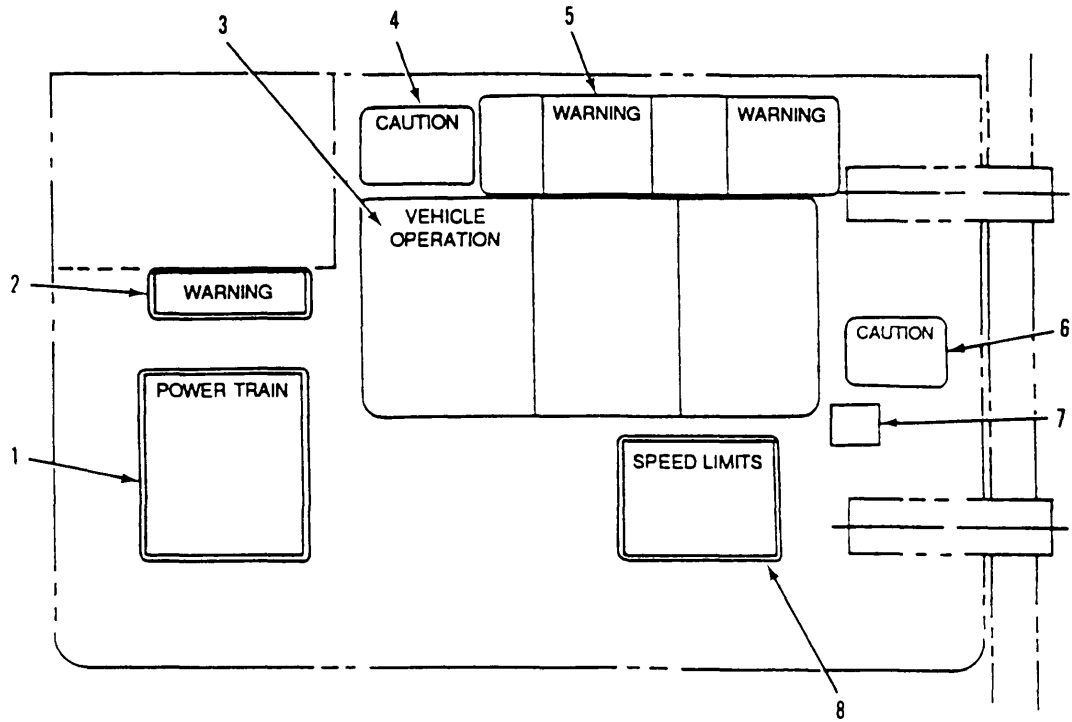 3
4
5
CAUTION
WARNING
WARNING
VEHICLE
OPERATION
2
WARNING
CAUTION
6
POWER TRAIN
7
1
SPEED LIMITS
8